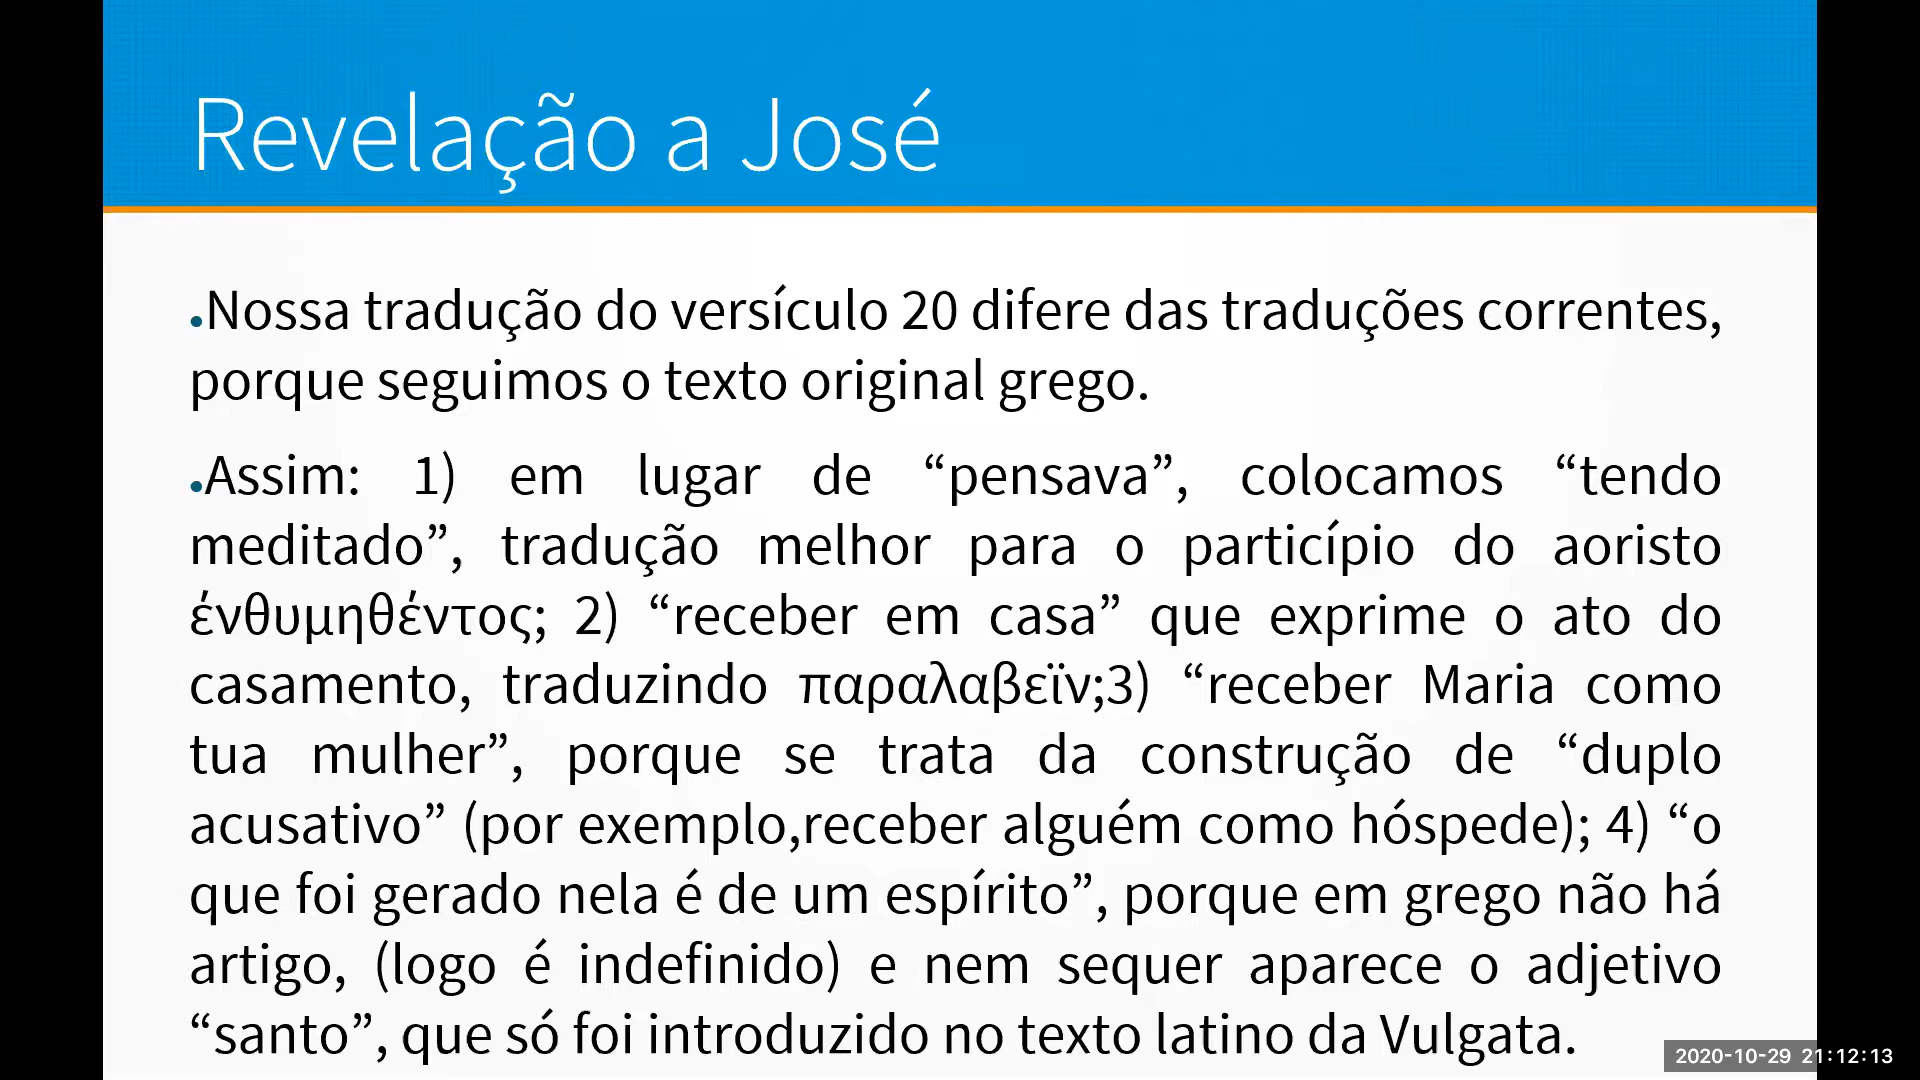 Revelação a José
•Nossa tradução do versículo 20 difere das traduções correntes,
porque seguimos o texto original grego.
•Assim: 1) em lugar de “pensava”, colocamos “tendo
meditado”, tradução melhor para o particípio do aoristo
ένθυμηθέντος; 2) “receber em casa” que exprime o ato do
casamento, traduzindo παραλαβεϊν;3) “receber Maria como
tua mulher”, porque se trata da construção de “duplo
acusativo” (por exemplo,receber alguém como hóspede); 4) “o
que foi gerado nela é de um espírito”, porque em grego não há
artigo, (logo é indefinido) e nem sequer aparece o adjetivo
“santo”, que só foi introduzido no texto latino da Vulgata.
2020-10-29 21:12:13